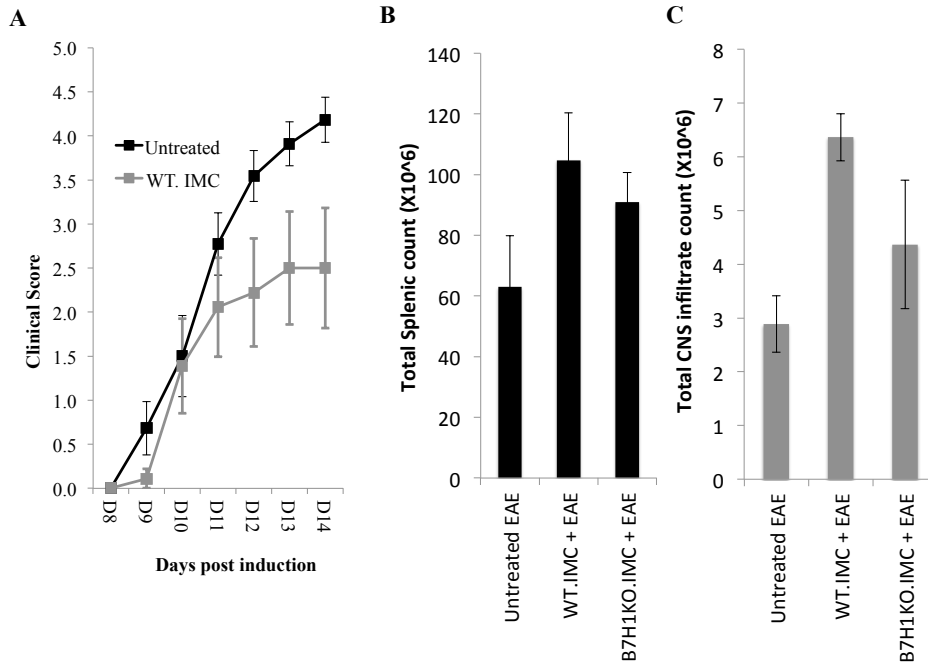 A
Clinical Score
5.0
4.5
4.0
3.5
3.0
2.5
2.0
1.5
1.0
0.5
0.0
Untreated
WT. IMC
D8
D9
D10
D11
D12
D13
D14
Days post induction
B
Total Splenic count (X10^6)
140
120
100
80
60
40
20
0
Untreated EAE
WT.IMC + EAE
B7H1KO.IMC + EAE
C
Total CNS infiltrate count (X10^6)
8
7
6
5
4
3
2
1
0
Untreated EAE
WT.IMC + EAE
B7H1KO.IMC + EAE